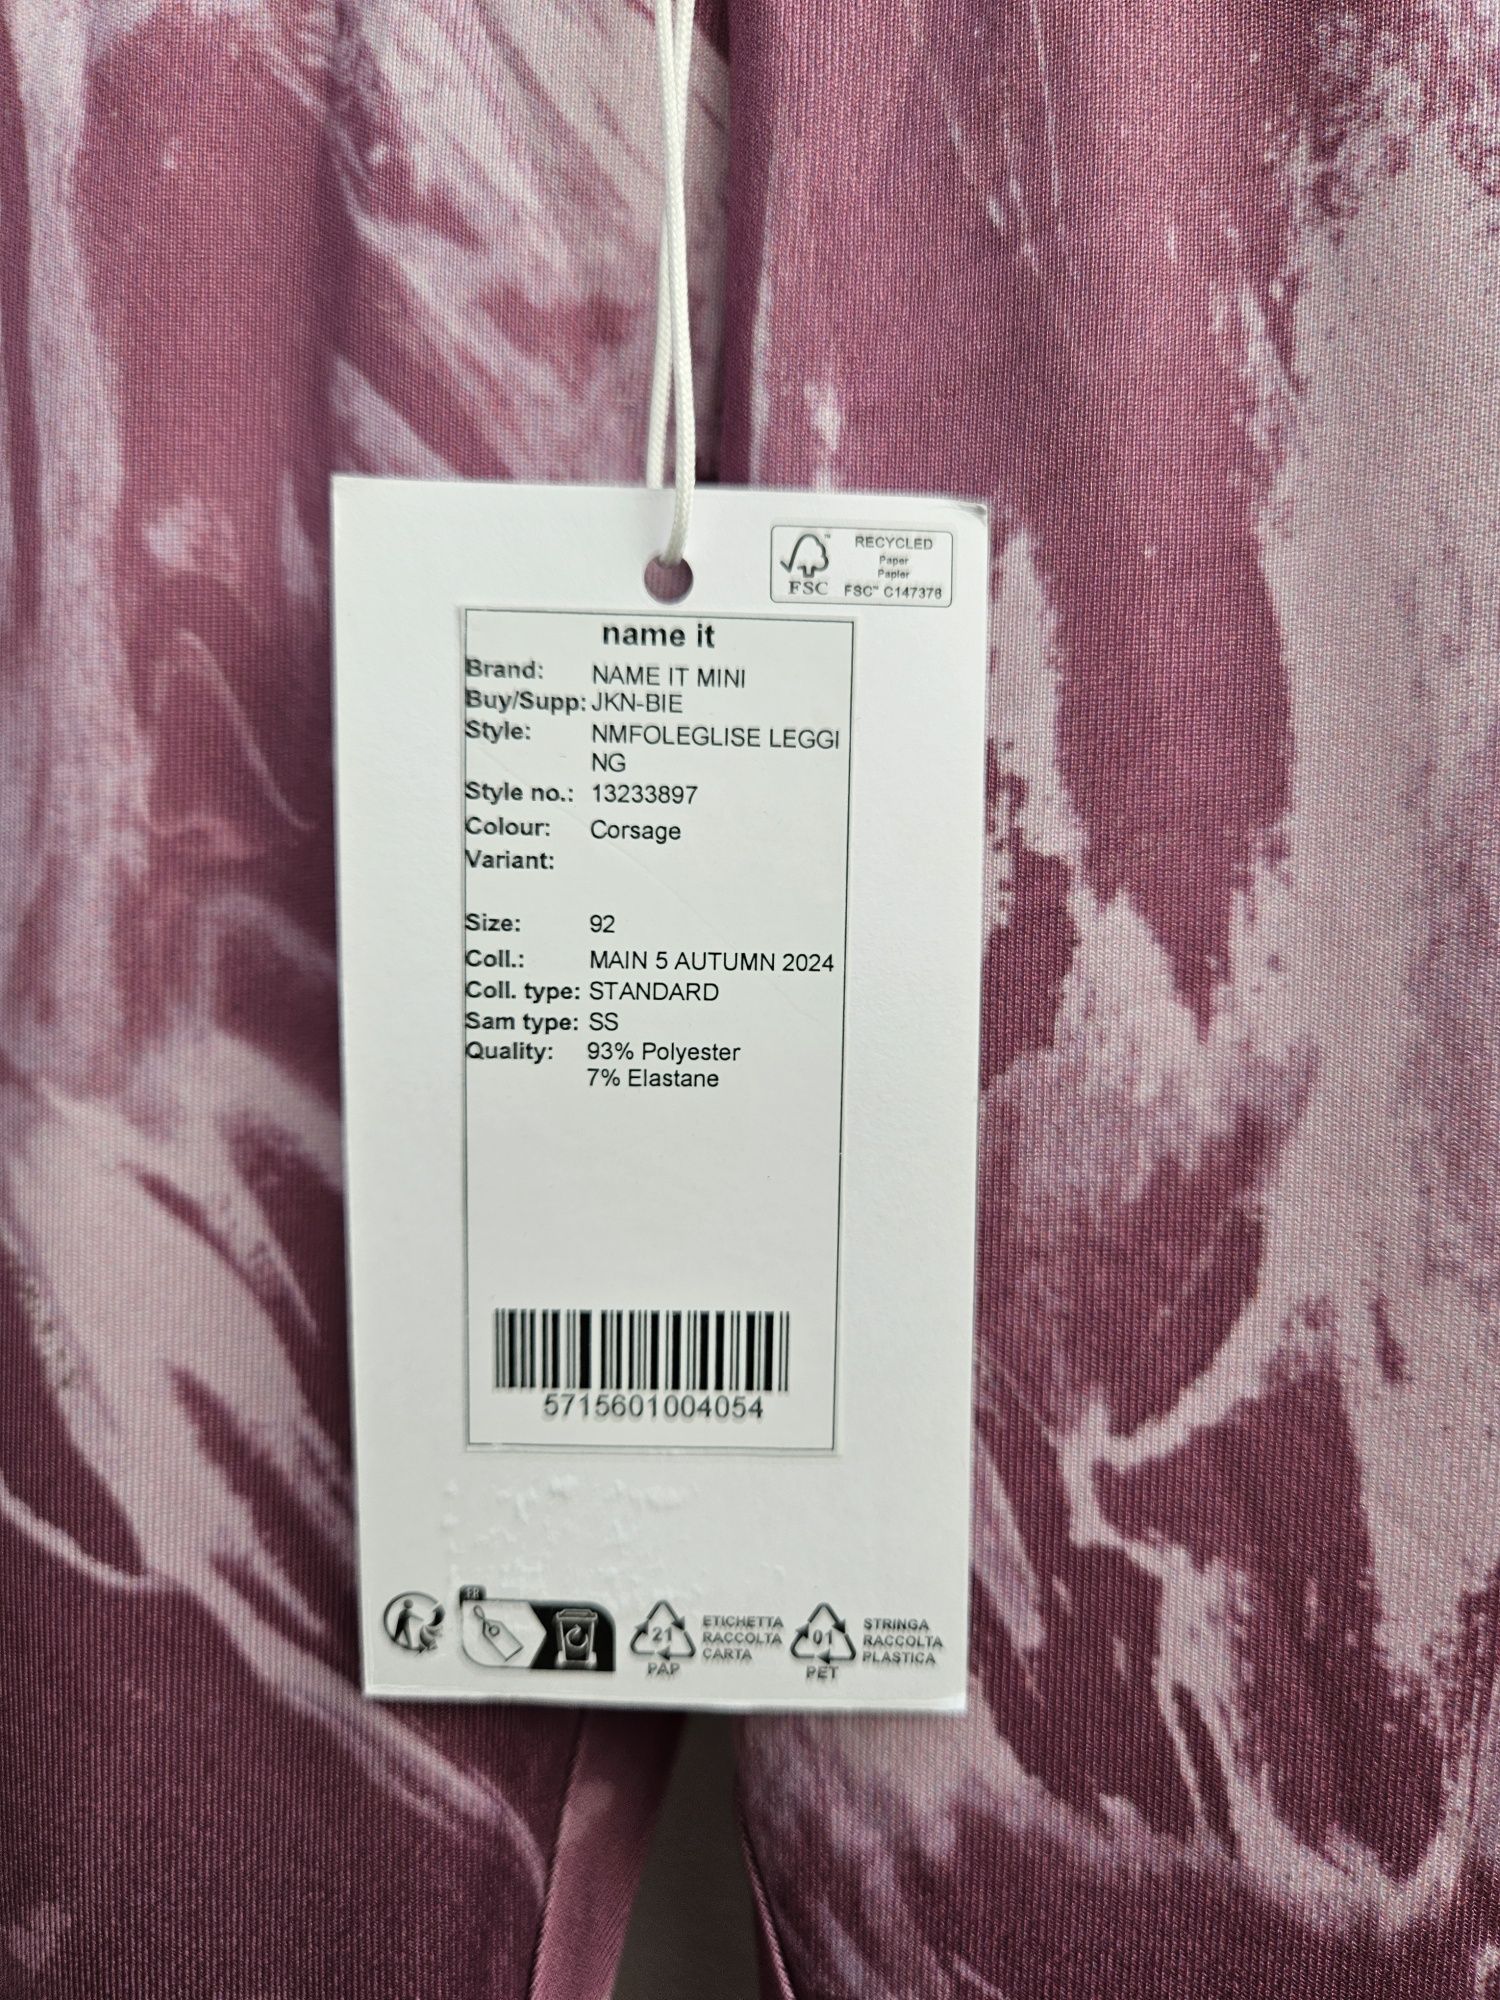 RECYCLED
Paper
Papier
FSC™ C147376
FSC™
name it
Brand: NAME IT MINI
Buy/Supp: JKN-BIE
Style: NMFOLEGLISE LEGGI
NG
Style no.: 13233897
Colour: Corsage
Variant:
Size: 92
Coll.: MAIN 5 AUTUMN 2024
Coll. type: STANDARD
Sam type: SS
Quality: 93% Polyester
7% Elastane
5715601004054
FR
21
PAP
ETICHETTA
RACCOLTA
CARTA
01
PET
STRINGA
RACCOLTA
PLASTICA